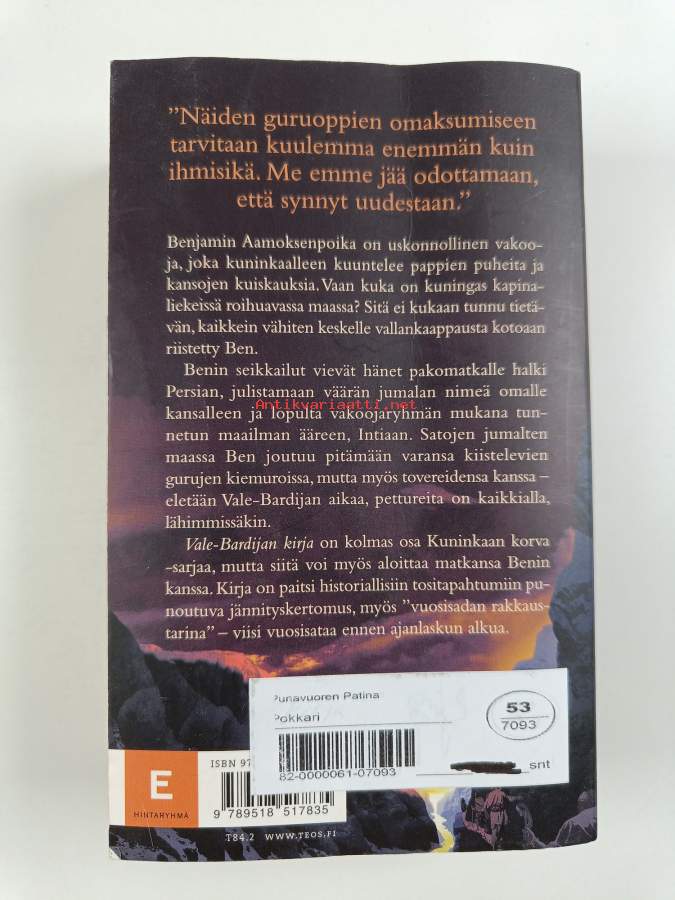 ”Näiden guruoppien omaksumiseen
tarvitaan kuulemma enemmän kuin
ihmisikä. Me emme jää odottamaan,
että synnyt uudestaan.”
Benjamin Aamoksenpoika on uskonnollinen vakoo-
ja, joka kuninkaalleen kuuntelee pappien puheita ja
kansojen kuiskauksia. Vaan kuka on kuningas kapina-
liekeissä roihuavassa maassa? Sitä ei kukaan tunnu tietä-
vän, kaikkein vähiten keskelle vallankaappausta kotoaan
riistetty Ben.
Benin seikkailut vievät hänet pakomatkalle halki
Persian, julistamaan väärän jumalan nimeä omalle
Antikvariaatti.net
kansalleen ja lopulta vakoojaryhmän mukana tun-
netun maailman ääreen, Intiaan. Satojen jumalten
maassa Ben joutuu pitämään varansa kiistelevien
gurujen kiemuroissa, mutta myös tovereidensa kanssa –
eletään Vale-Bardijan aikaa, pettureita on kaikkialla,
lähimmissäkin.
Vale-Bardijan kirja on kolmas osa Kuninkaan korva
-sarjaa, mutta siitä voi myös aloittaa matkansa Benin
kanssa. Kirja on paitsi historiallisiin tositapahtumiin pu-
noutuva jännityskertomus, myös ”vuosisadan rakkaus-
tarina” – viisi vuosisataa ennen ajanlaskun alkua.
Punavuoren Patina
Pokkari
53
7093
82-0000061-07093
snt
E
HINTARYHMÄ
ISBN 97
9 789518 517835
T84.2 WWW.TEOS.FI